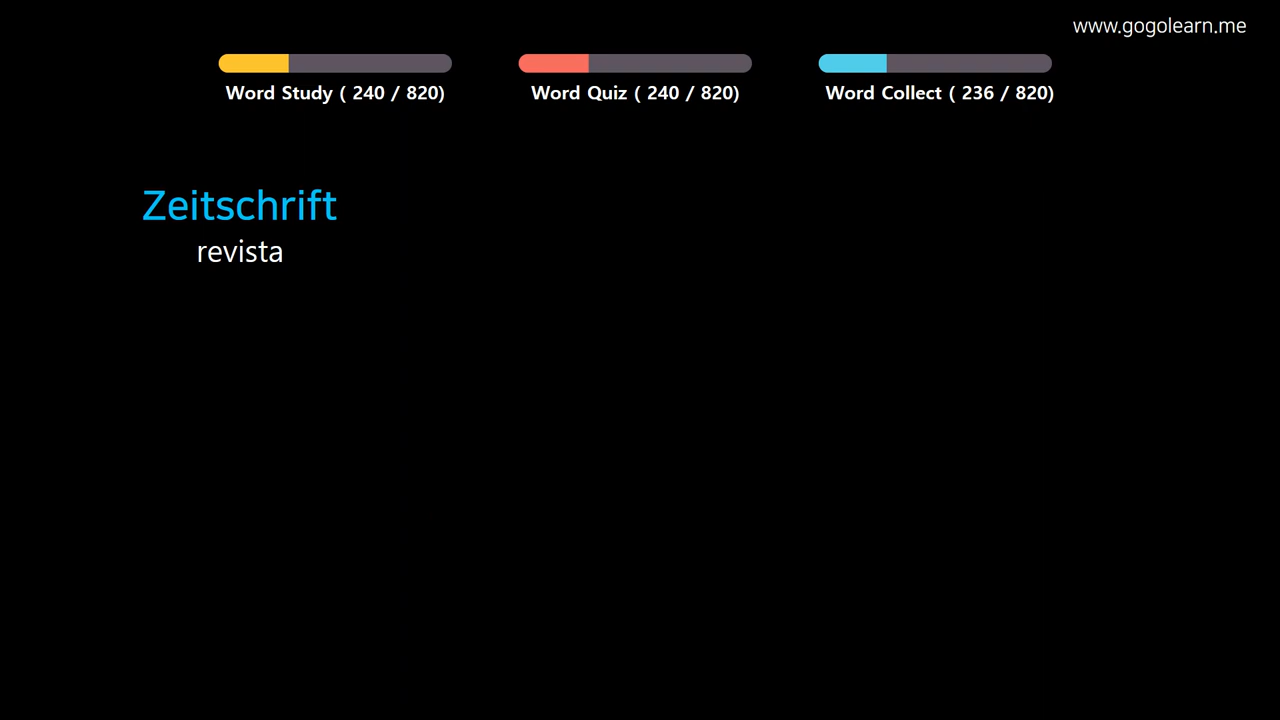 www.gogolearn.me
Word Study ( 240 / 820)
Word Quiz ( 240 / 820)
Word Collect ( 236 / 820)
Zeitschrift
revista